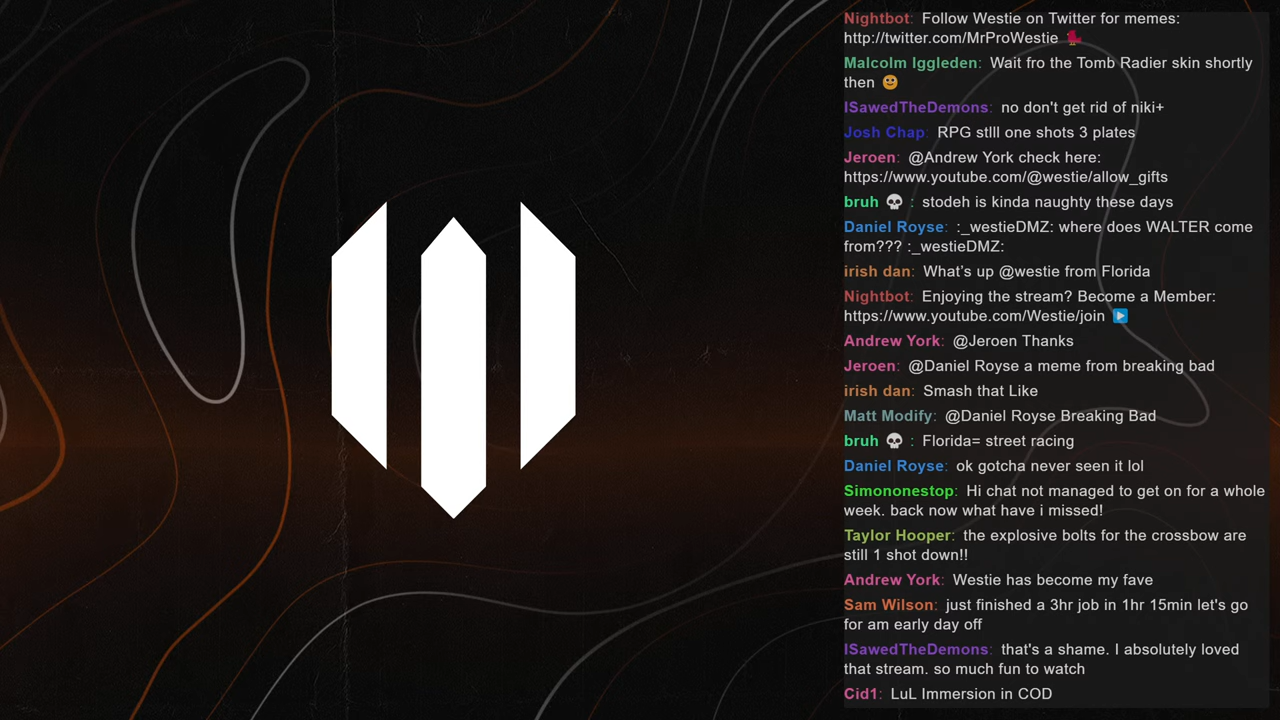 Nightbot: Follow Westie on Twitter for memes:
http://twitter.com/MrProWestie
Malcolm Iggleden: Wait fro the Tomb Radier skin shortly
then
ISawedTheDemons: no don't get rid of niki+
Josh Chap: RPG stlll one shots 3 plates
Jeroen: @Andrew York check here:
https://www.youtube.com/@westie/allow_gifts
bruh 💀 : stodeh is kinda naughty these days
Daniel Royse: :_westieDMZ: where does WALTER come
from??? :_westieDMZ:
irish dan: What's up @westie from Florida
Nightbot: Enjoying the stream? Become a Member:
https://www.youtube.com/Westie/join ▶️
Andrew York: @Jeroen Thanks
Jeroen: @Daniel Royse a meme from breaking bad
irish dan: Smash that Like
Matt Modify: @Daniel Royse Breaking Bad
bruh 💀 : Florida= street racing
Daniel Royse: ok gotcha never seen it lol
Simononestop: Hi chat not managed to get on for a whole
week. back now what have i missed!
Taylor Hooper: the explosive bolts for the crossbow are
still 1 shot down!!
Andrew York: Westie has become my fave
Sam Wilson: just finished a 3hr job in 1hr 15min let's go
for am early day off
ISawedTheDemons: that's a shame. I absolutely loved
that stream. so much fun to watch
Cid1: LuL Immersion in COD